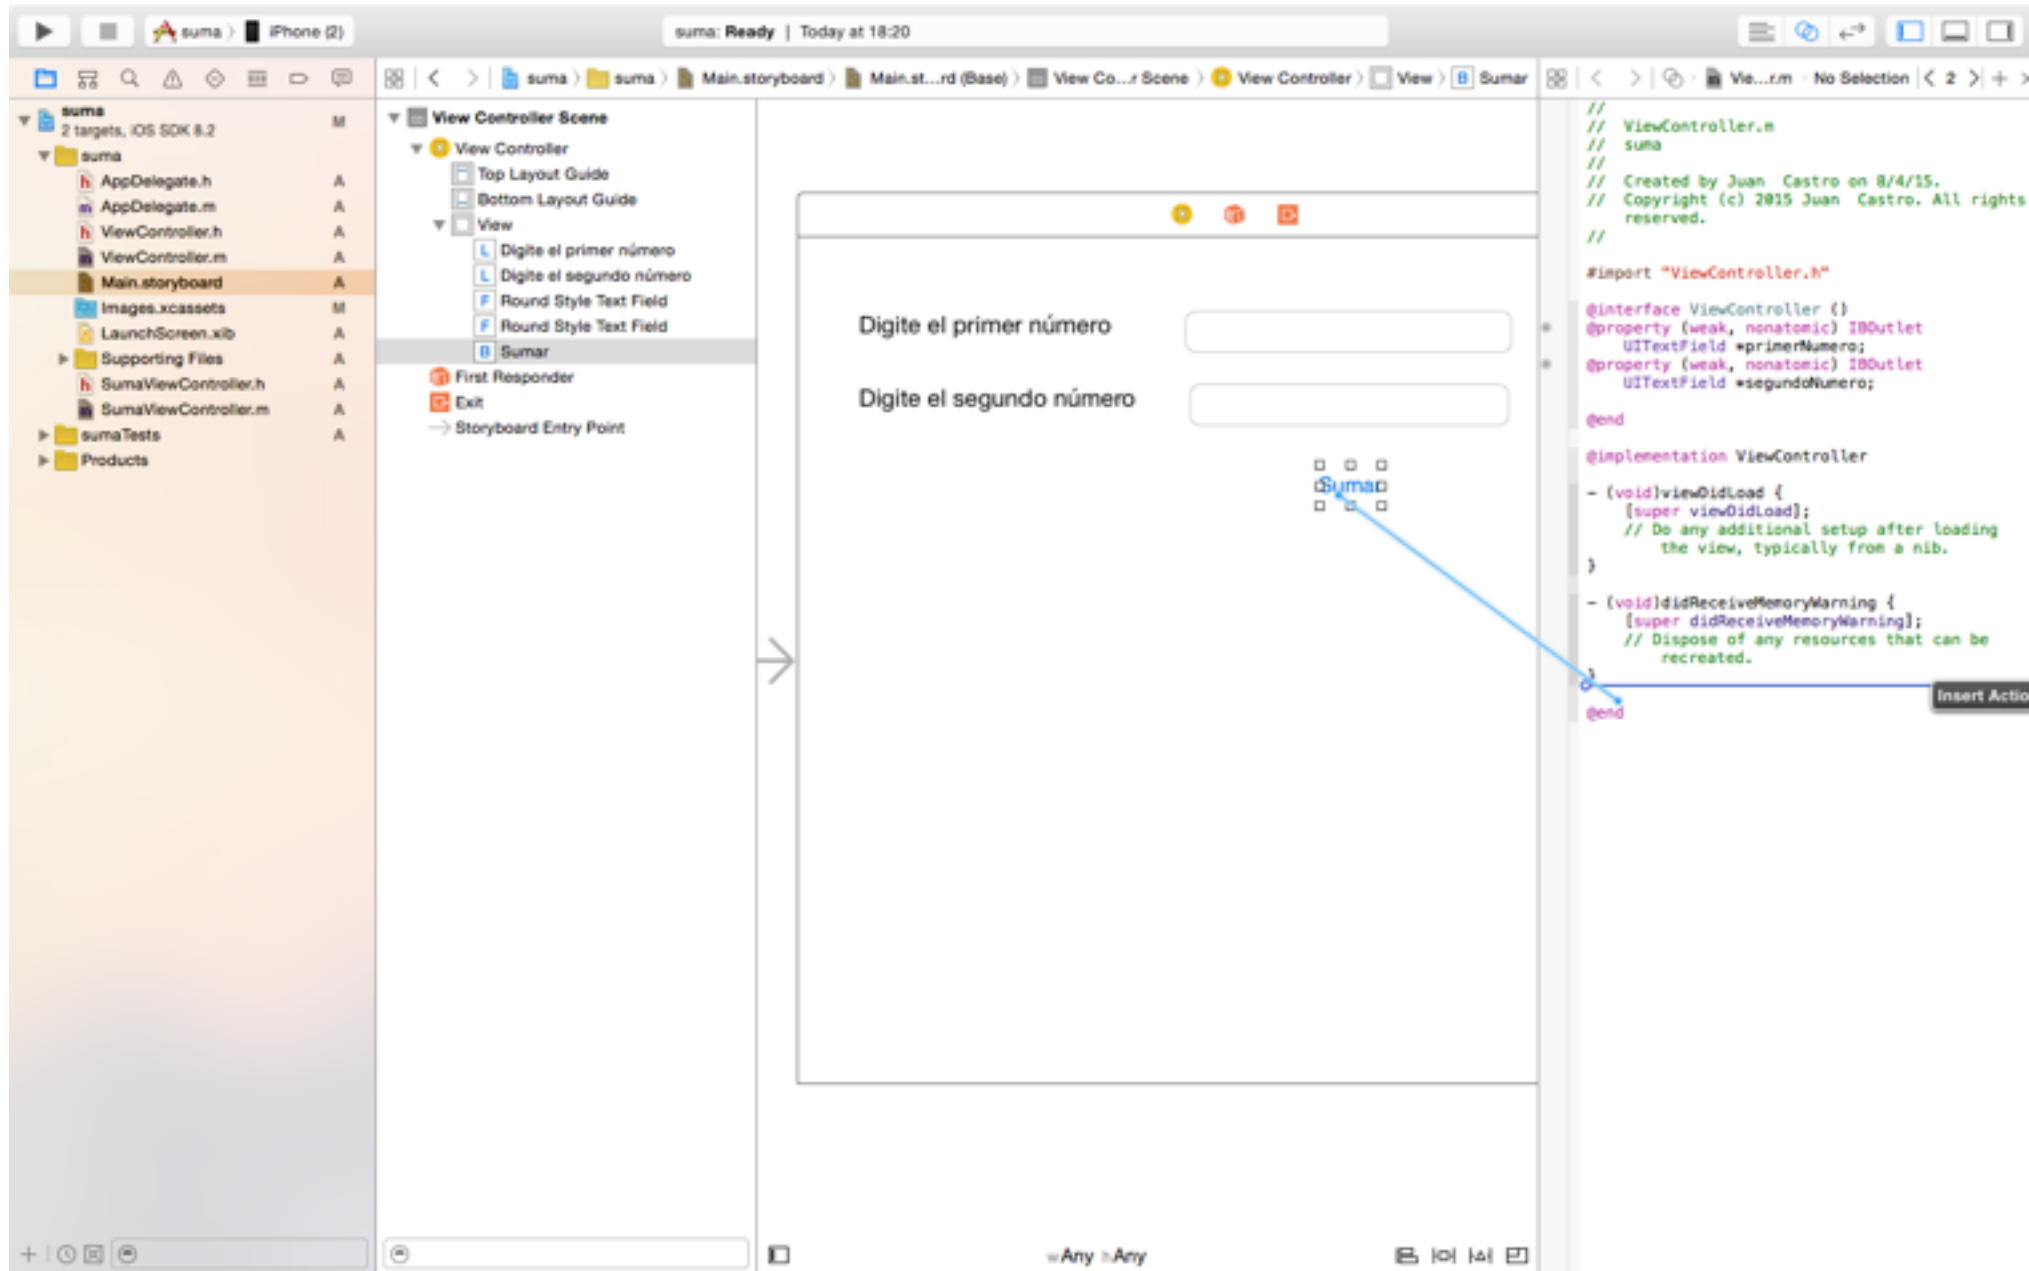 suma 〉 iPhone (2)
suma: Ready | Today at 18:20
suma 〉 suma 〉 Main.storyboard 〉 Main.st...rd (Base) 〉 View Co...r Scene 〉 View Controller 〉 View 〉 B Sumar
Vie...r.m No Selection < 2 > +
suma
2 targets, iOS SDK 8.2 M
suma
h AppDelegate.h A
m AppDelegate.m A
h ViewController.h A
m ViewController.m A
Main.storyboard A
Images.xcassets M
LaunchScreen.xib A
Supporting Files A
h SumaViewController.h A
m SumaViewController.m A
sumaTests A
Products
View Controller Scene
View Controller
Top Layout Guide
Bottom Layout Guide
View
L Digite el primer número
L Digite el segundo número
F Round Style Text Field
F Round Style Text Field
B Sumar
First Responder
Exit
Storyboard Entry Point
Digite el primer número
Digite el segundo número
Sumar
wAny hAny
//
// ViewController.m
// suma
//
// Created by Juan Castro on 8/4/15.
// Copyright (c) 2015 Juan Castro. All rights
reserved.
//
#import "ViewController.h"
@interface ViewController ()
@property (weak, nonatomic) IBOutlet
UITextField *primerNumero;
@property (weak, nonatomic) IBOutlet
UITextField *segundoNumero;
@end
@implementation ViewController
- (void)viewDidLoad {
[super viewDidLoad];
// Do any additional setup after loading
the view, typically from a nib.
}
- (void)didReceiveMemoryWarning {
[super didReceiveMemoryWarning];
// Dispose of any resources that can be
recreated.
}
Insert Actio
@end